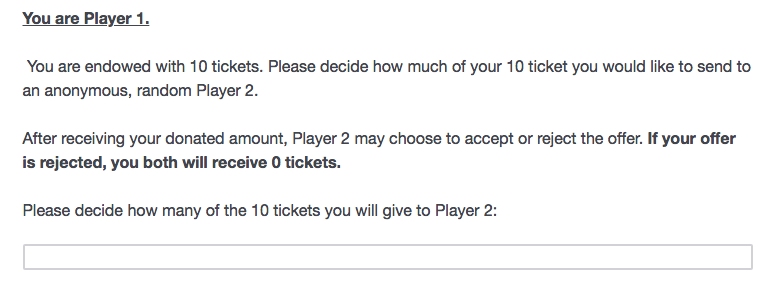 You are Player 1.
You are endowed with 10 tickets. Please decide how much of your 10 ticket you would like to send to
an anonymous, random Player 2.
After receiving your donated amount, Player 2 may choose to accept or reject the offer. If your offer
is rejected, you both will receive 0 tickets.
Please decide how many of the 10 tickets you will give to Player 2: